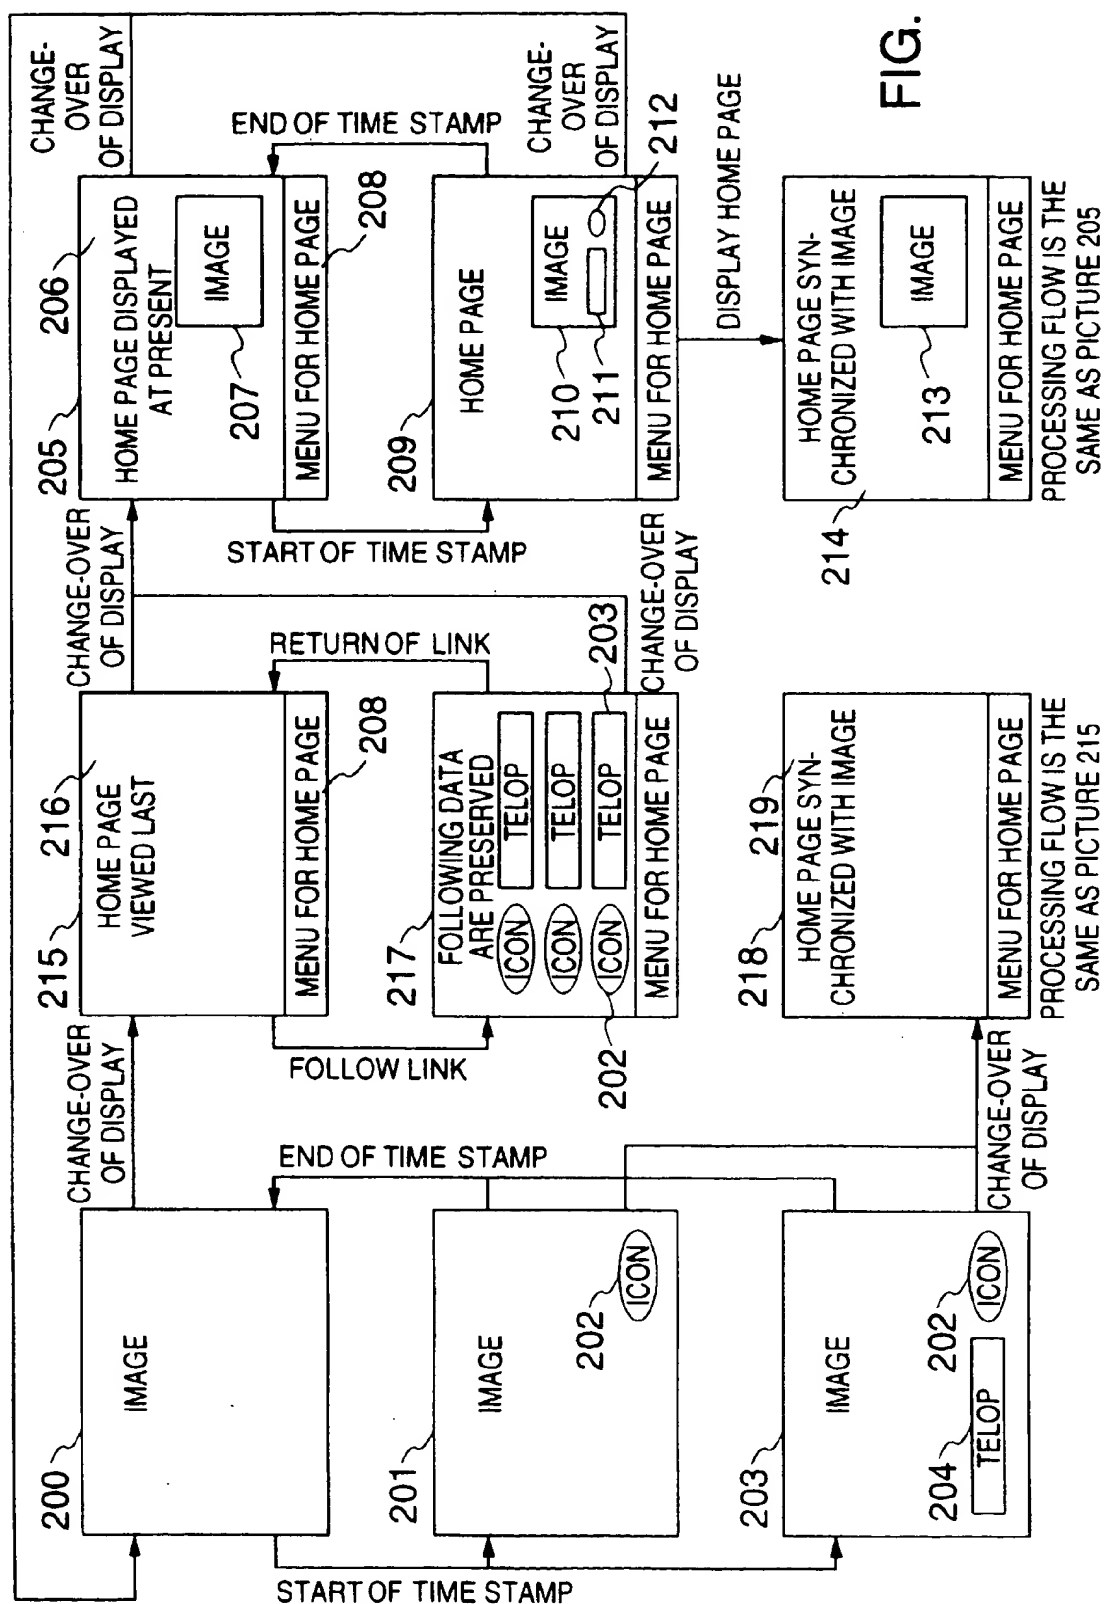 200
IMAGE
CHANGE-OVER
OF DISPLAY
215
216
HOME PAGE
VIEWED LAST
MENU FOR HOME PAGE
208
CHANGE-OVER
OF DISPLAY
205
206
HOME PAGE DISPLAYED
AT PRESENT
IMAGE
207
MENU FOR HOME PAGE
208
CHANGE-
OVER
OF DISPLAY
START OF TIME STAMP
END OF TIME STAMP
FOLLOW LINK
RETURN OF LINK
START OF TIME STAMP
END OF TIME STAMP
201
IMAGE
202
ICON
217
FOLLOWING DATA
ARE PRESERVED
ICON
TELOP
ICON
TELOP
ICON
TELOP
203
202
MENU FOR HOME PAGE
CHANGE-OVER
OF DISPLAY
209
HOME PAGE
IMAGE
210
211
212
MENU FOR HOME PAGE
CHANGE-
OVER
OF DISPLAY
DISPLAY HOME PAGE
203
IMAGE
204
TELOP
202
ICON
CHANGE-OVER
OF DISPLAY
218
219
HOME PAGE SYN-
CHRONIZED WITH IMAGE
MENU FOR HOME PAGE
PROCESSING FLOW IS THE
SAME AS PICTURE 215
214
HOME PAGE SYN-
CHRONIZED WITH IMAGE
IMAGE
213
MENU FOR HOME PAGE
PROCESSING FLOW IS THE
SAME AS PICTURE 205
FIG.